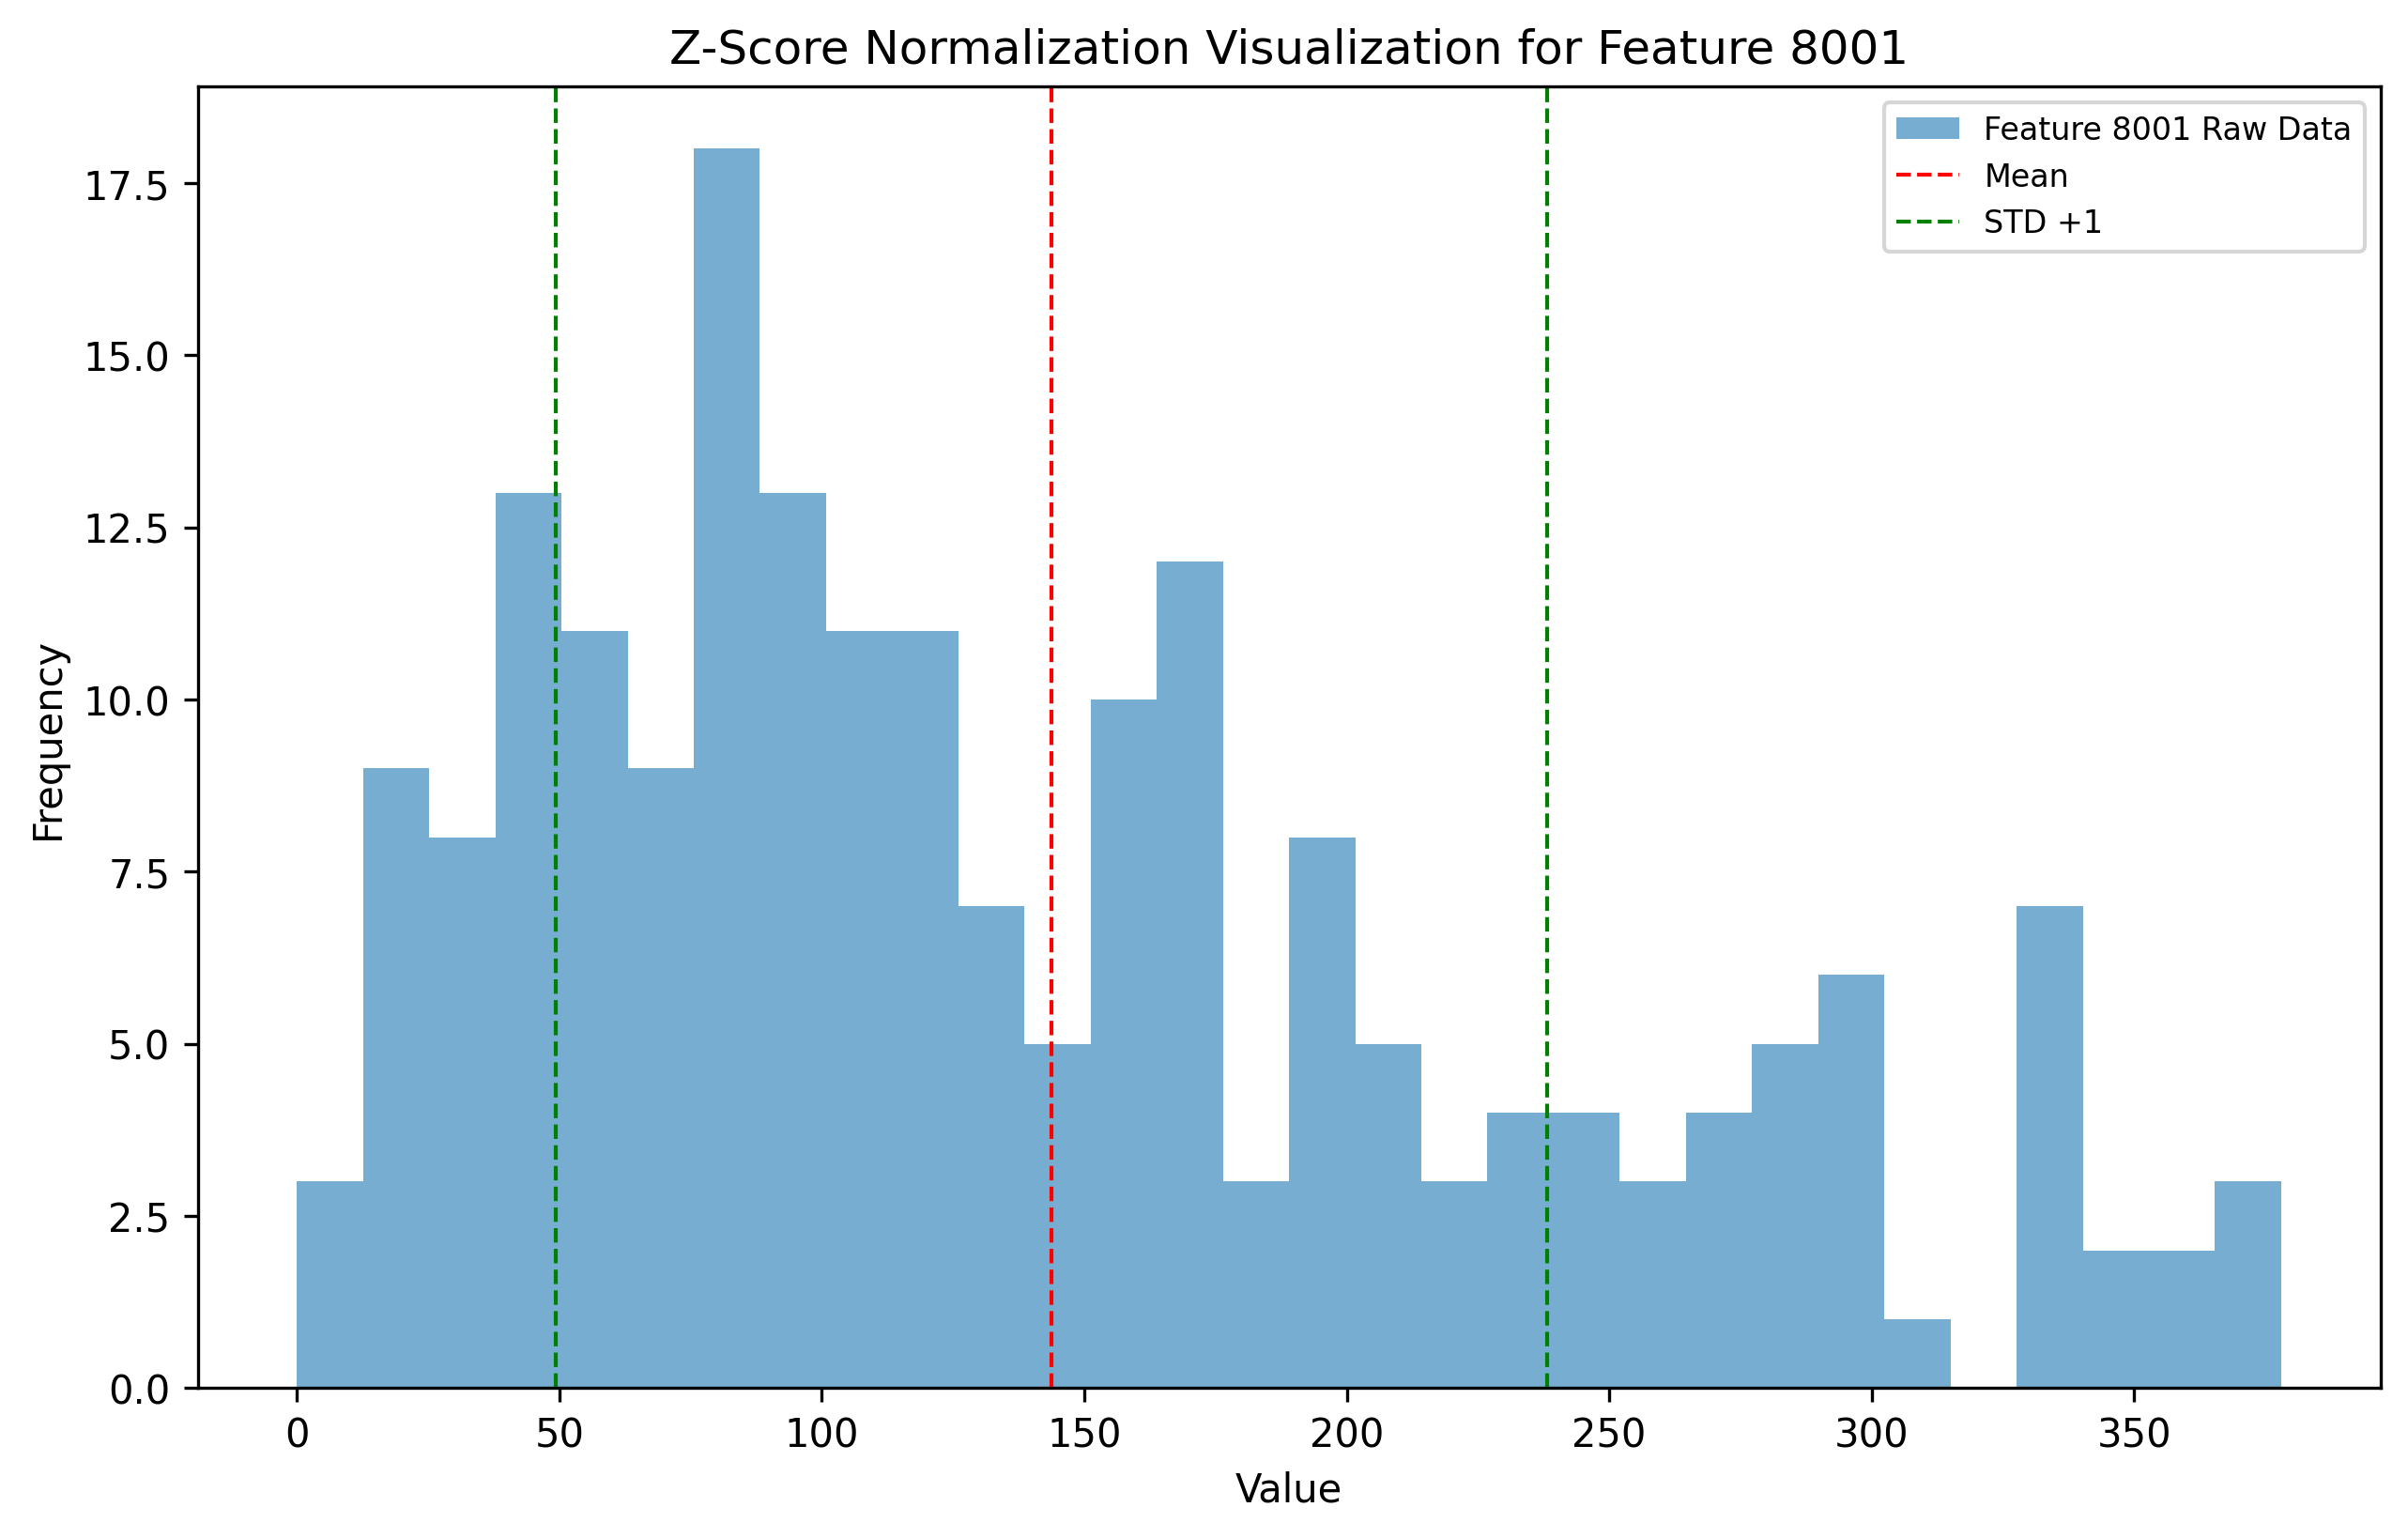 Z-Score Normalization Visualization for Feature 8001
Feature 8001 Raw Data
Mean
STD +1
17.5
15.0
12.5
10.0
7.5
5.0
2.5
0.0
Frequency
0 50 100 150 200 250 300 350
Value